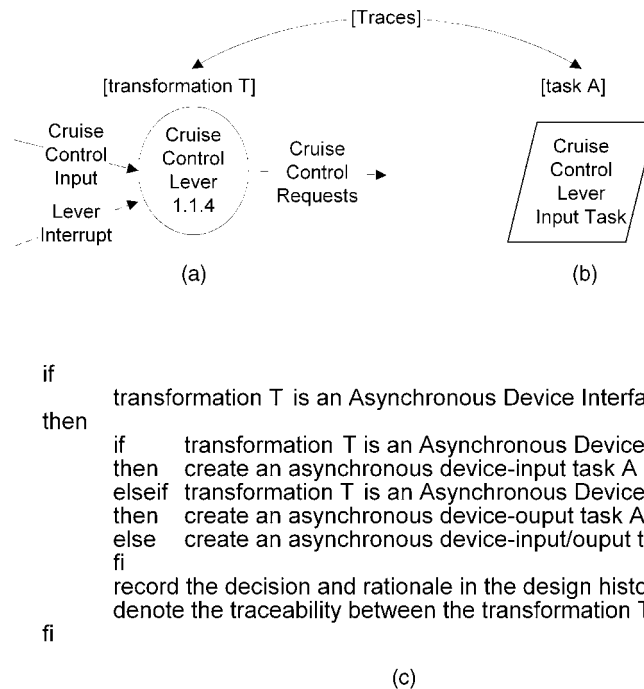 [Traces]
[transformation T]
[task A]
Cruise
Control
Input
Lever
Interrupt
Cruise
Control
Lever
1.1.4
Cruise
Control
Requests
Cruise
Control
Lever
Input Task
(a)
(b)
if
transformation T is an Asynchronous Device Interfa
then
if transformation T is an Asynchronous Device
then create an asynchronous device-input task A
elseif transformation T is an Asynchronous Device
then create an asynchronous device-ouput task A
else create an asynchronous device-input/ouput t
fi
record the decision and rationale in the design histo
denote the traceability between the transformation T
fi
(c)